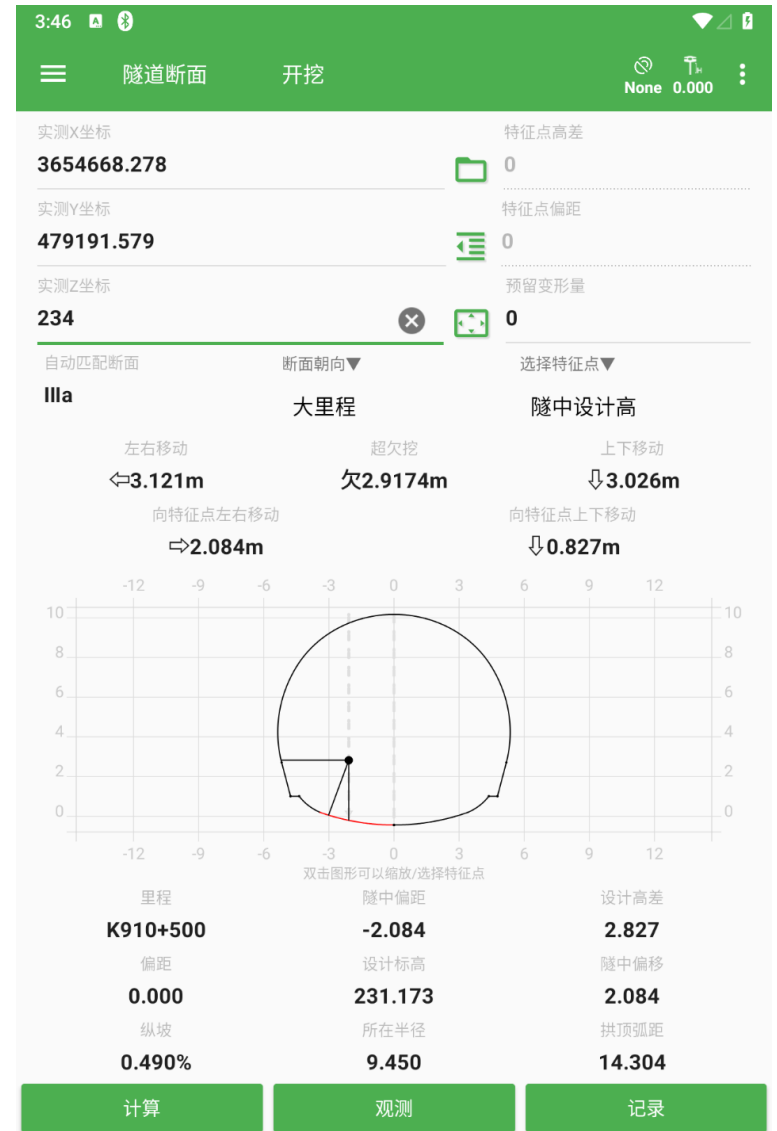 3:46 A
隧道断面 开挖
None 0.000
实测X坐标 特征点高差
3654668.278 0
实测Y坐标 特征点偏距
479191.579 0
实测Z坐标 预留变形量
234 0
自动匹配断面 断面朝向▼ 选择特征点▼
IIIa 大里程 隧中设计高
左右移动 超欠挖 上下移动
⇦3.121m 欠2.9174m ⇩3.026m
向特征点左右移动 向特征点上下移动
⇨2.084m ⇩0.827m
-12 -9 -6 -3 0 3 6 9 12
10 10
8 8
6 6
4 4
2 2
0 0
-12 -9 -6 -3 0 3 6 9 12
双击图形可以缩放/选择特征点
里程 隧中偏距 设计高差
K910+500 -2.084 2.827
偏距 设计标高 隧中偏移
0.000 231.173 2.084
纵坡 所在半径 拱顶弧距
0.490% 9.450 14.304
计算 观测 记录